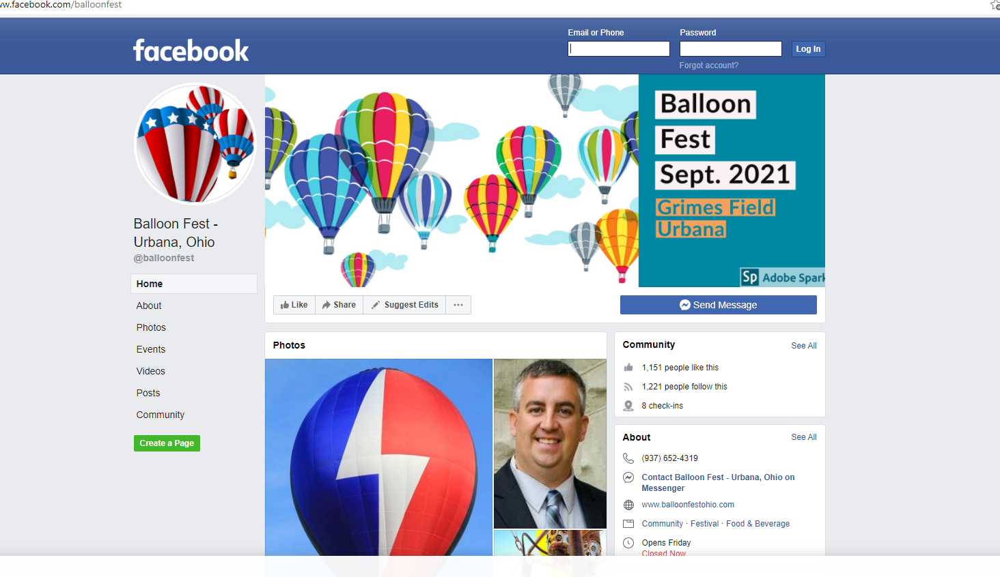 ww.facebook.com/balloonfest
facebook
Email or Phone
Password
Log In
Forgot account?
Balloon
Fest
Sept. 2021
Grimes Field
Urbana
Sp Adobe Spark
Balloon Fest -
Urbana, Ohio
@balloonfest
Home
About
Photos
Events
Videos
Posts
Community
Create a Page
Like
Share
Suggest Edits
...
Send Message
Photos
Community
See All
1,151 people like this
1,221 people follow this
8 check-ins
About
See All
(937) 652-4319
Contact Balloon Fest - Urbana, Ohio on
Messenger
www.balloonfestohio.com
Community · Festival · Food & Beverage
Opens Friday
Closed Now